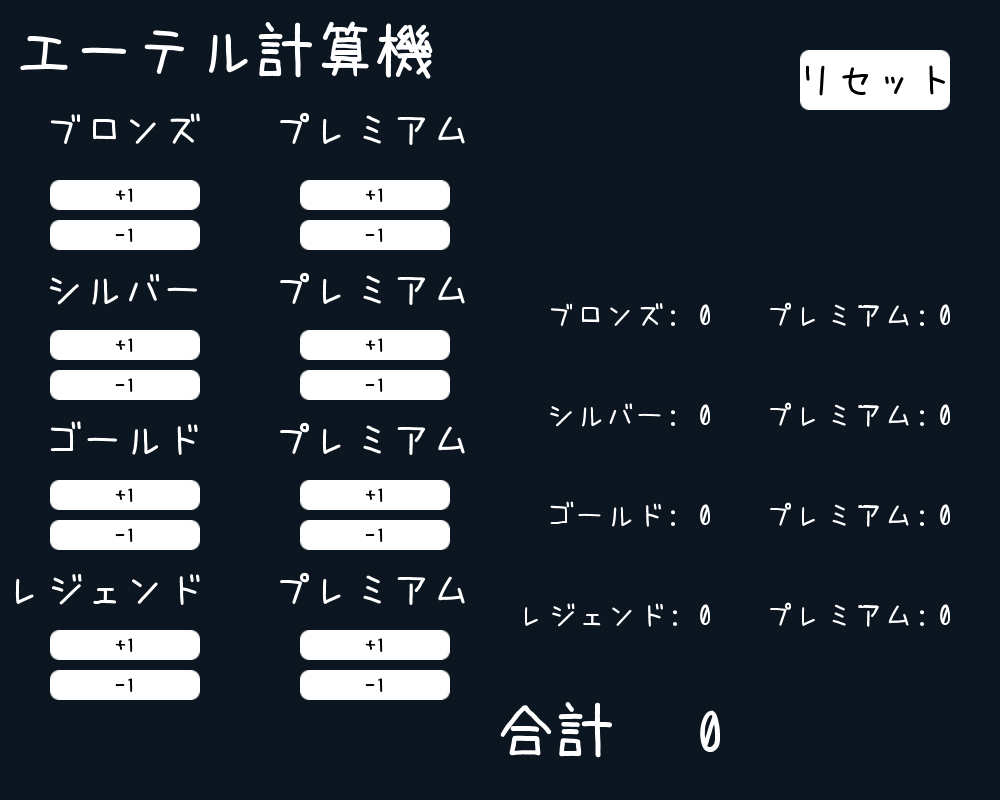 エーテル計算機
リセット
ブロンズ プレミアム
+1 +1
-1 -1
シルバー プレミアム
ブロンズ: 0 プレミアム: 0
+1 +1
-1 -1
シルバー: 0 プレミアム: 0
ゴールド プレミアム
+1 +1
ゴールド: 0 プレミアム: 0
-1 -1
レジェンド プレミアム
レジェンド: 0 プレミアム: 0
+1 +1
-1 -1
合計 0